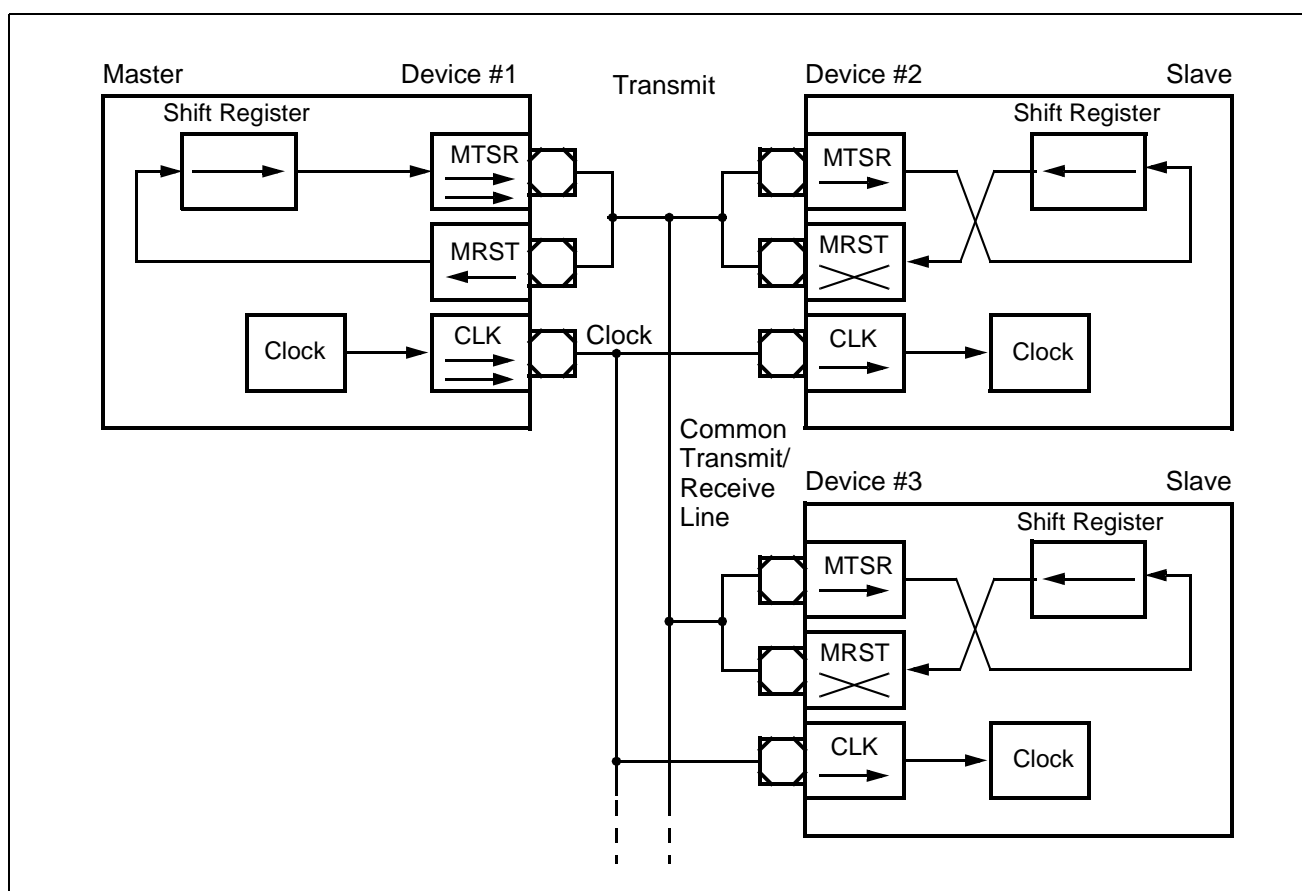 Master
Device #1
Transmit
Device #2
Slave
Shift Register
Shift Register
MTSR
MTSR
MRST
MRST
Clock
CLK
Clock
CLK
Clock
Common
Transmit/
Receive
Line
Device #3
Slave
Shift Register
MTSR
MRST
CLK
Clock